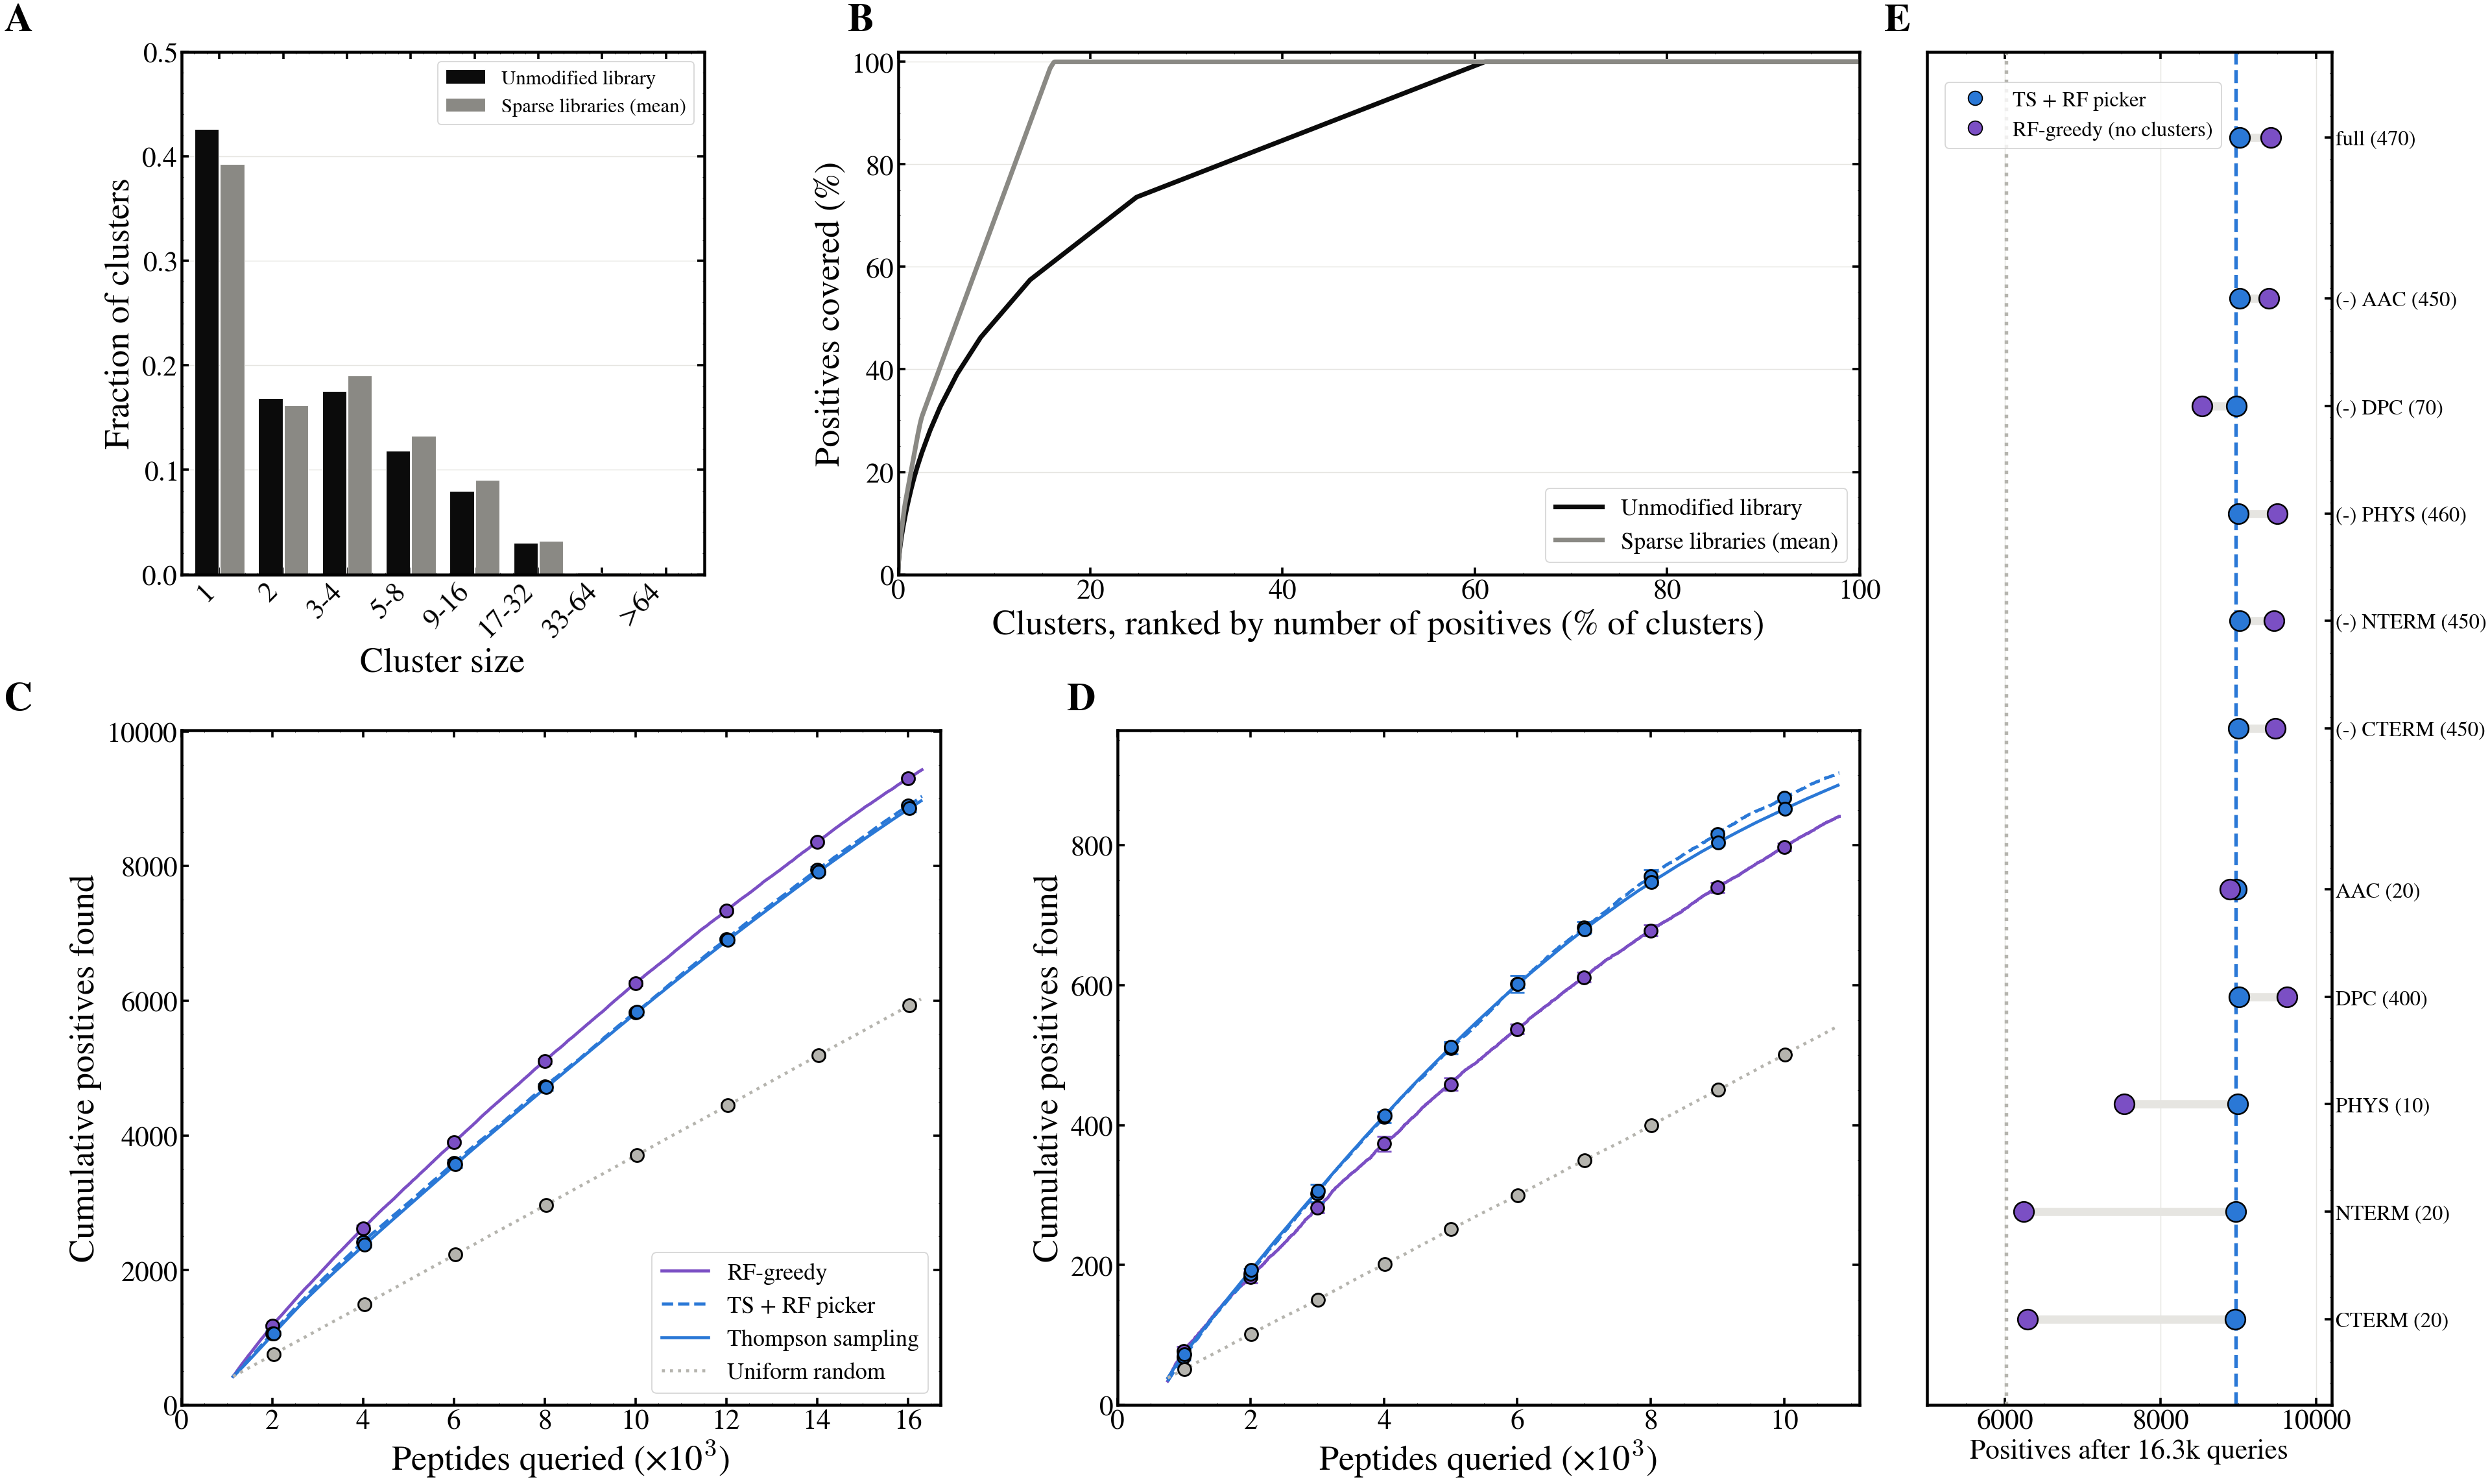 A
0.5
0.4
0.3
0.2
0.1
0.0
Fraction of clusters
Unmodified library
Sparse libraries (mean)
1
2
3-4
5-8
9-16
17-32
33-64
>64
Cluster size
B
100
80
60
40
20
0
Positives covered (%)
Unmodified library
Sparse libraries (mean)
0
20
40
60
80
100
Clusters, ranked by number of positives (% of clusters)
C
10000
8000
6000
4000
2000
0
Cumulative positives found
RF-greedy
TS + RF picker
Thompson sampling
Uniform random
0
2
4
6
8
10
12
14
16
Peptides queried (×10³)
D
800
600
400
200
0
Cumulative positives found
0
2
4
6
8
10
Peptides queried (×10³)
E
TS + RF picker
RF-greedy (no clusters)
full (470)
(-) AAC (450)
(-) DPC (70)
(-) PHYS (460)
(-) NTERM (450)
(-) CTERM (450)
AAC (20)
DPC (400)
PHYS (10)
NTERM (20)
CTERM (20)
6000
8000
10000
Positives after 16.3k queries